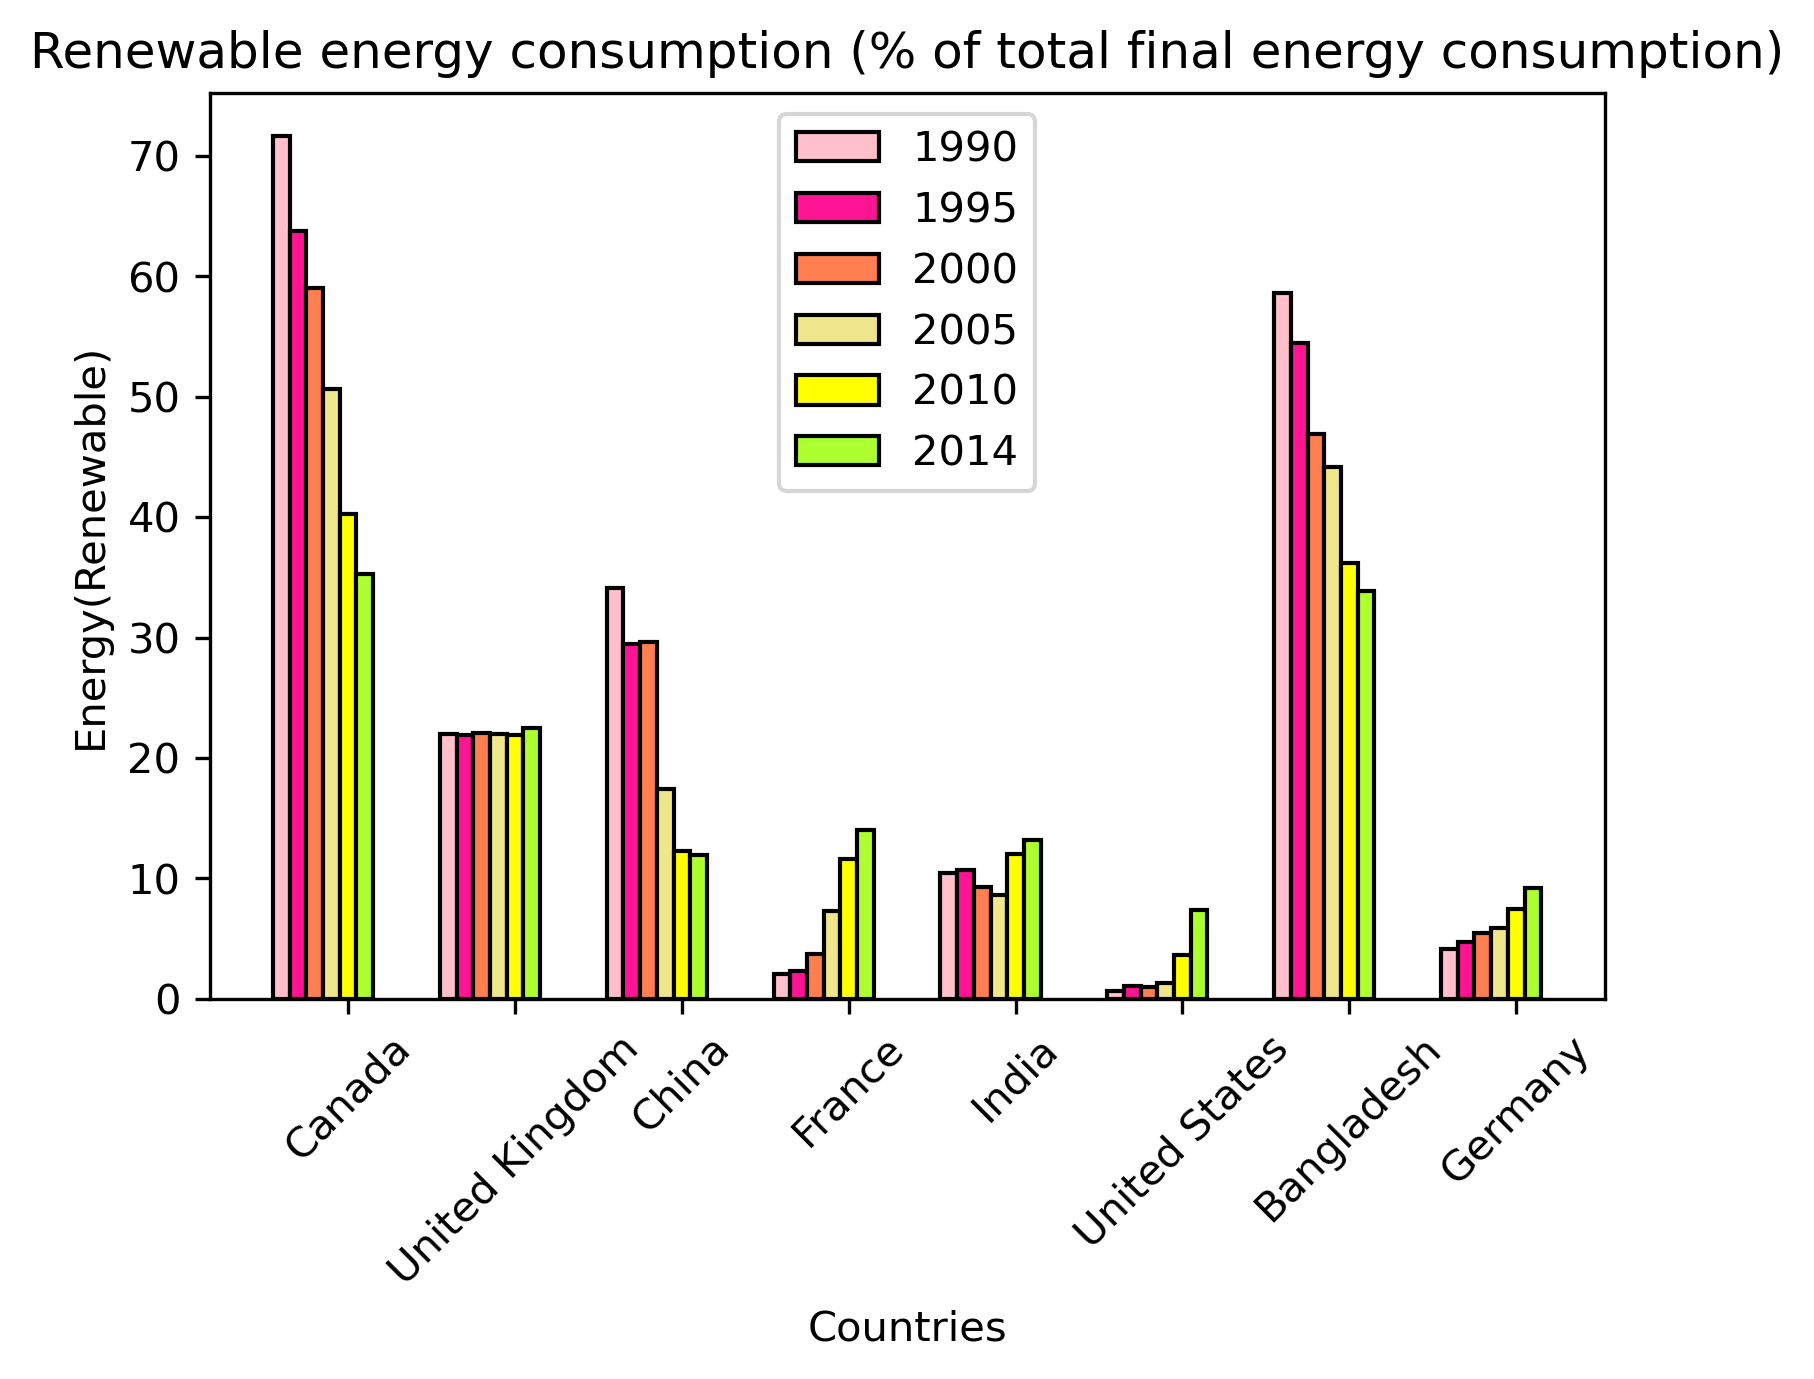 Renewable energy consumption (% of total final energy consumption)
1990
1995
2000
2005
2010
2014
Energy(Renewable)
70
60
50
40
30
20
10
0
Canada
United Kingdom
China
France
India
United States
Bangladesh
Germany
Countries